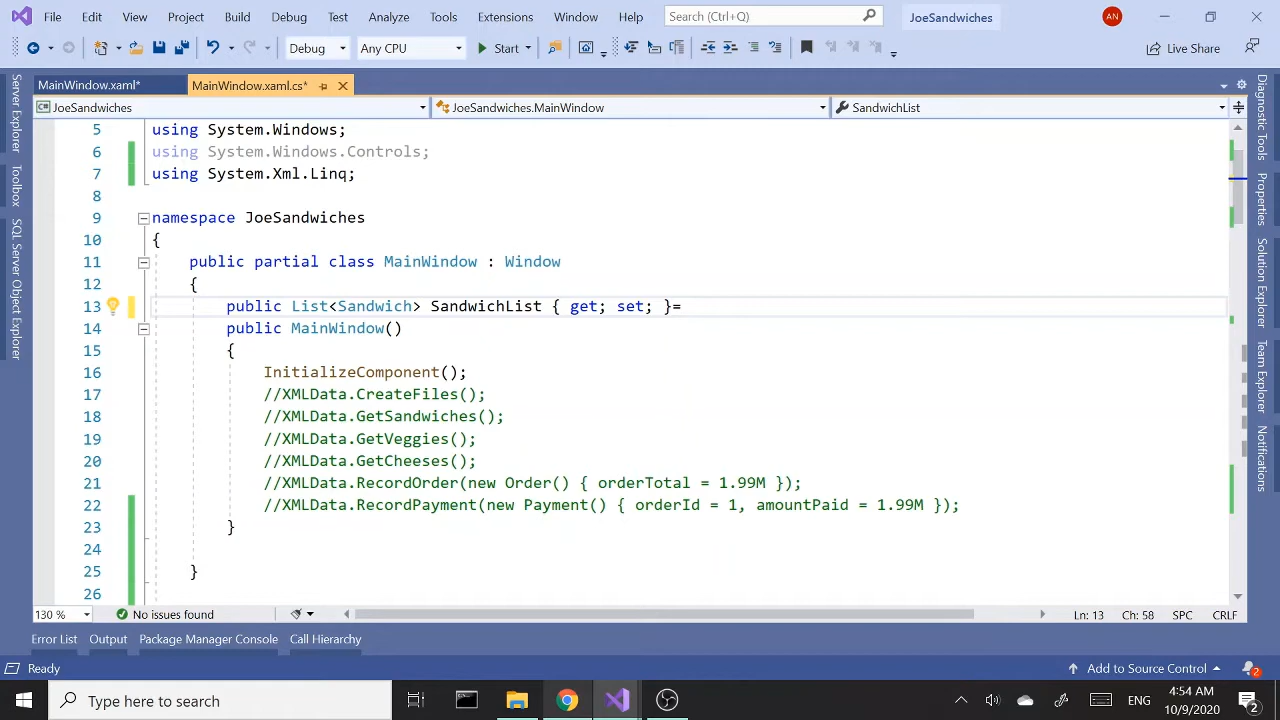 File Edit View Project Build Debug Test Analyze Tools Extensions Window Help Search (Ctrl+Q) JoeSandwiches AN
Debug Any CPU Start Live Share
MainWindow.xaml* MainWindow.xaml.cs*
JoeSandwiches JoeSandwiches.MainWindow SandwichList
5 using System.Windows;
6 using System.Windows.Controls;
7 using System.Xml.Linq;
8
9 namespace JoeSandwiches
10 {
11 public partial class MainWindow : Window
12 {
13 public List<Sandwich> SandwichList { get; set; }=
14 public MainWindow()
15 {
16 InitializeComponent();
17 //XMLData.CreateFiles();
18 //XMLData.GetSandwiches();
19 //XMLData.GetVeggies();
20 //XMLData.GetCheeses();
21 //XMLData.RecordOrder(new Order() { orderTotal = 1.99M });
22 //XMLData.RecordPayment(new Payment() { orderId = 1, amountPaid = 1.99M });
23 }
24
25 }
26
Server Explorer
Toolbox
SQL Server Object Explorer
Diagnostic Tools
Properties
Solution Explorer
Team Explorer
Notifications
130 % No issues found Ln: 13 Ch: 58 SPC CRLF
Error List Output Package Manager Console Call Hierarchy
Ready Add to Source Control 2
Type here to search ENG 2
:54 AM
10/9/2020